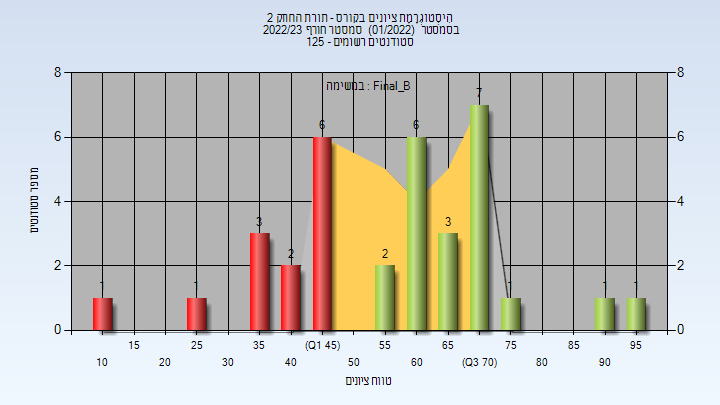 היסטוגרמת ציונים בקורס - תורת החוזק 2
בסמסטר (01/2022) סמסטר חורף 2022/23
סטודנטים רשומים - 125
במשימה : Final_B
מספר סטודנטים
8 6 4 2 0
8 6 4 2 0
1 1 3 2 6 2 6 3 7 1 1 1
15 25 35 (Q1 45) 55 65 75 85 95
10 20 30 40 50 60 (Q3 70) 80 90
טווח ציונים